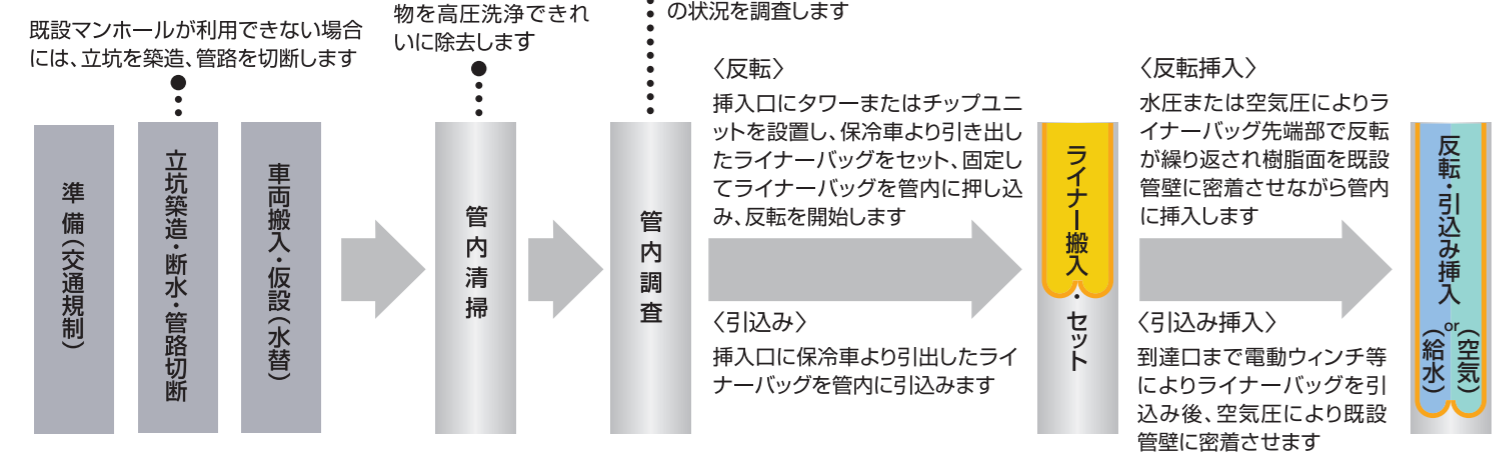 既設マンホールが利用できない場合
には、立坑を築造、管路を切断します
物を高圧洗浄できれ
いに除去します
の状況を調査します
準備(交通規制)
立坑築造・断水・管路切断
車両搬入・仮設(水替)
管内清掃
管内調査
〈反転〉
挿入口にタワーまたはチップユニ
ットを設置し、保冷車より引き出し
たライナーバッグをセット、固定し
てライナーバッグを管内に押し込
み、反転を開始します
〈引込み〉
挿入口に保冷車より引出したライ
ナーバッグを管内に引込みます
ライナー搬入・セット
〈反転挿入〉
水圧または空気圧によりラ
イナーバッグ先端部で反転
が繰り返され樹脂面を既設
管壁に密着させながら管内
に挿入します
〈引込み挿入〉
到達口まで電動ウィンチ等
によりライナーバッグを引
込み後、空気圧により既設
管壁に密着させます
反転・引込み挿入
(給水)or(空気)